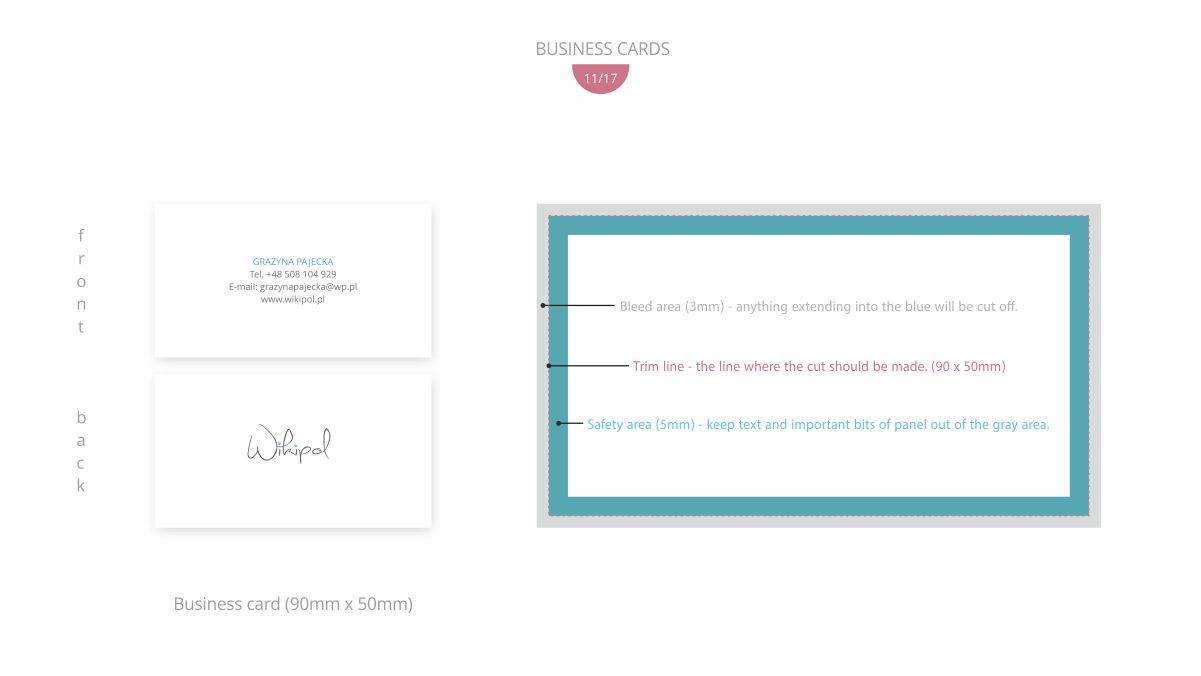 BUSINESS CARDS
11/17
front
GRAŻYNA PAJECKA
Tel. +48 508 104 929
E-mail: grazynapajecka@wp.pl
www.wikipol.pl
back
Wikipol
Business card (90mm x 50mm)
Bleed area (3mm) - anything extending into the blue will be cut off.
Trim line - the line where the cut should be made. (90 x 50mm)
Safety area (5mm) - keep text and important bits of panel out of the gray area.